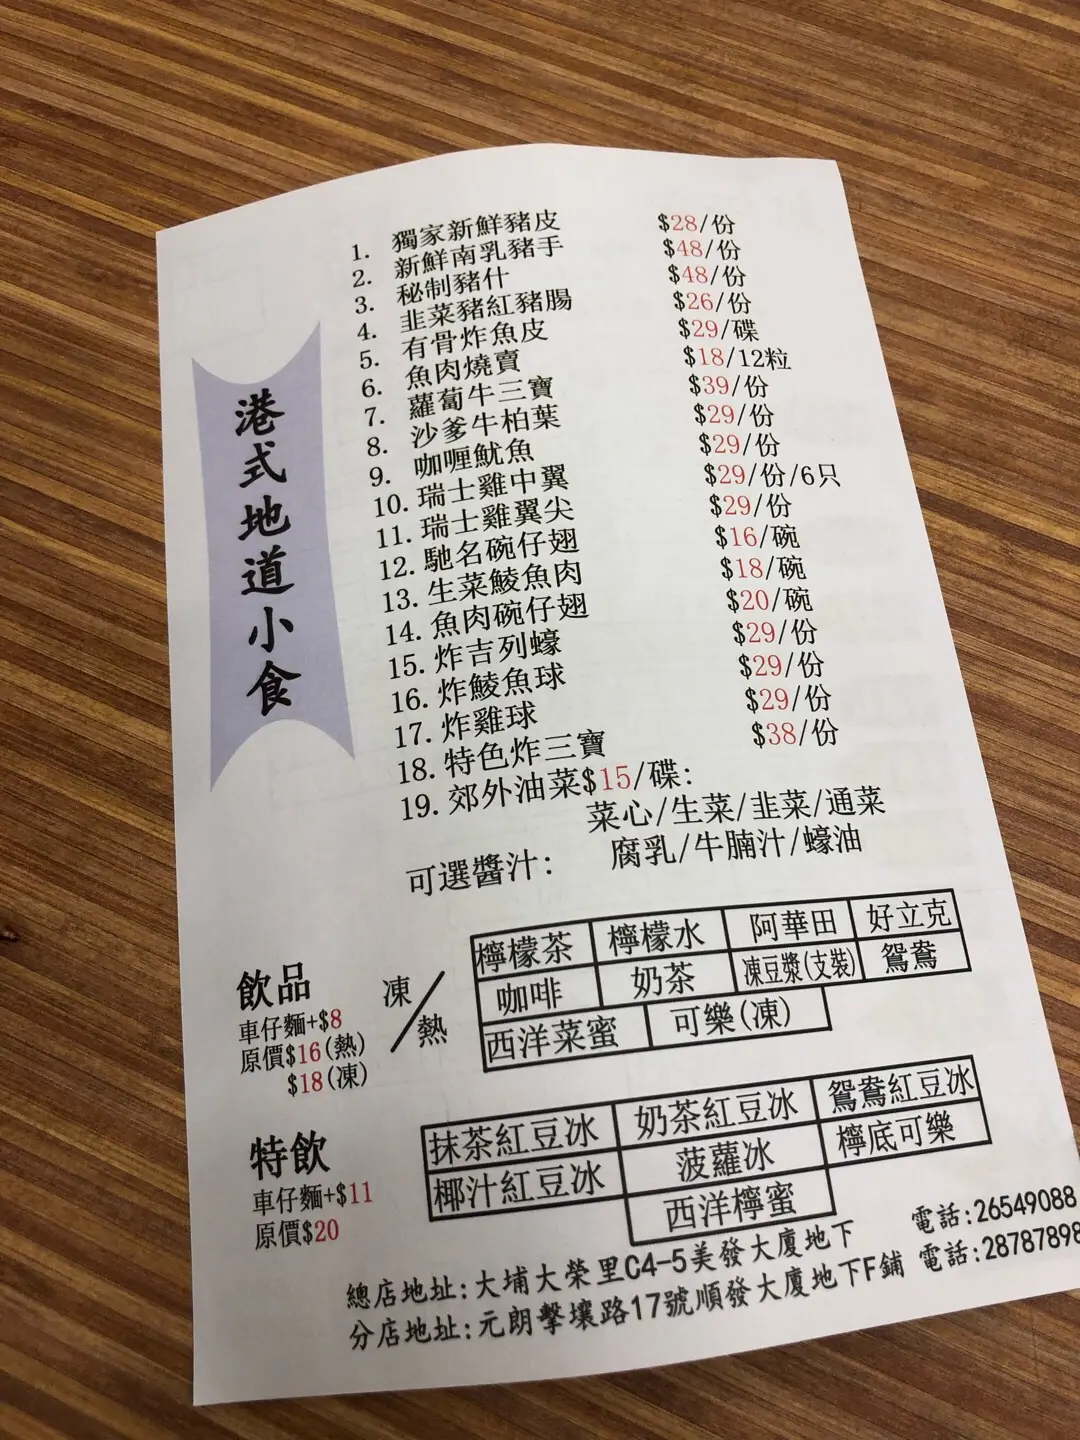 港式地道小食
1. 獨家新鮮豬皮 $28/份
2. 新鮮南乳豬手 $48/份
3. 秘制豬什 $48/份
4. 韭菜豬紅豬腸 $26/份
5. 有骨炸魚皮 $29/碟
6. 魚肉燒賣 $18/12粒
7. 蘿蔔牛三寶 $39/份
8. 沙爹牛柏葉 $29/份
9. 咖喱魷魚 $29/份
10. 瑞士雞中翼 $29/份/6只
11. 瑞士雞翼尖 $29/份
12. 馳名碗仔翅 $16/碗
13. 生菜鯪魚肉 $18/碗
14. 魚肉碗仔翅 $20/碗
15. 炸吉列蠔 $29/份
16. 炸鯪魚球 $29/份
17. 炸雞球 $29/份
18. 特色炸三寶 $38/份
19. 郊外油菜$15/碟:
菜心/生菜/韭菜/通菜
可選醬汁: 腐乳/牛腩汁/蠔油
飲品
車仔麵+$8
原價$16(熱)
$18(凍)
凍/熱
檸檬茶 檸檬水 阿華田 好立克
咖啡 奶茶 凍豆漿(支裝) 鴛鴦
西洋菜蜜 可樂(凍)
特飲
車仔麵+$11
原價$20
抹茶紅豆冰 奶茶紅豆冰 鴛鴦紅豆冰
椰汁紅豆冰 菠蘿冰 檸底可樂
西洋檸蜜
總店地址:大埔大榮里C4-5美發大廈地下 電話:26549088
分店地址:元朗擊壤路17號順發大廈地下F鋪 電話:28787898